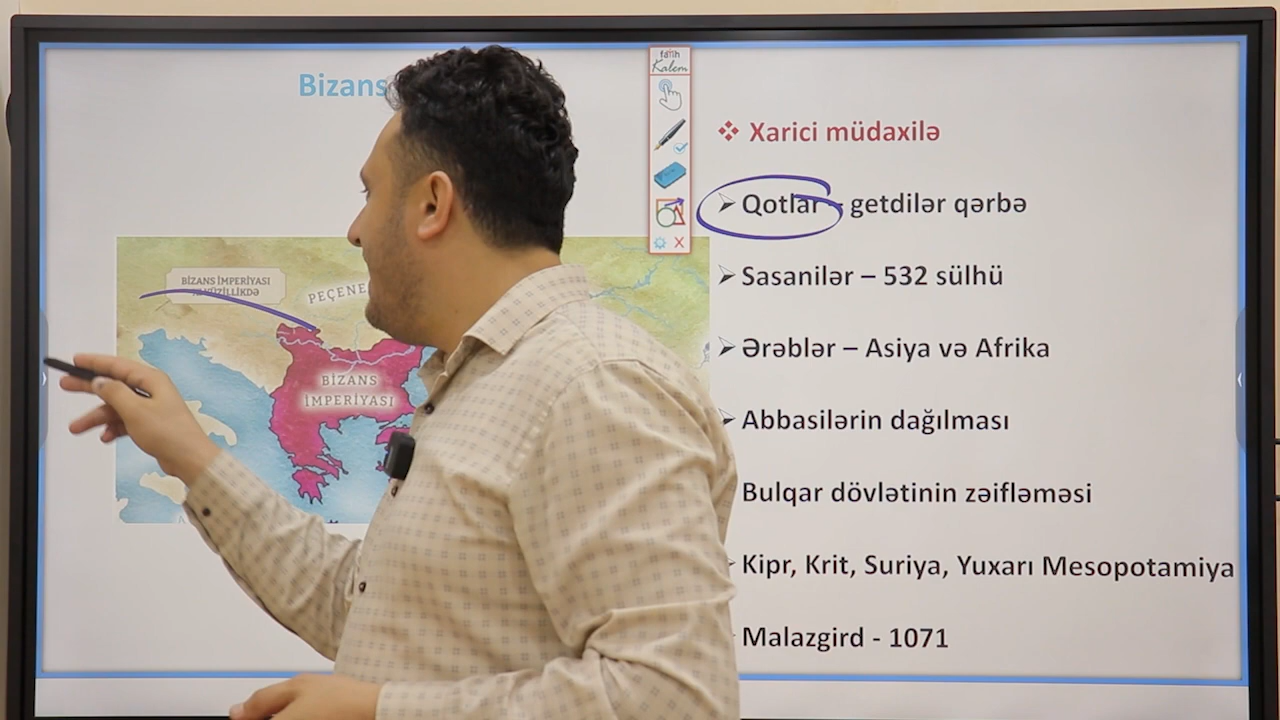 Bizans
fatih
Kalem
Xarici müdaxilə
Qotlar - getdilər qərbə
Sasanilər – 532 sülhü
Ərəblər – Asiya və Afrika
Abbasilərin dağılması
Bulqar dövlətinin zəifləməsi
Kipr, Krit, Suriya, Yuxarı Mesopotamiya
Malazgird - 1071
BİZANS İMPERİYASI
PEÇENE
BİZANS
İMPERİYASI